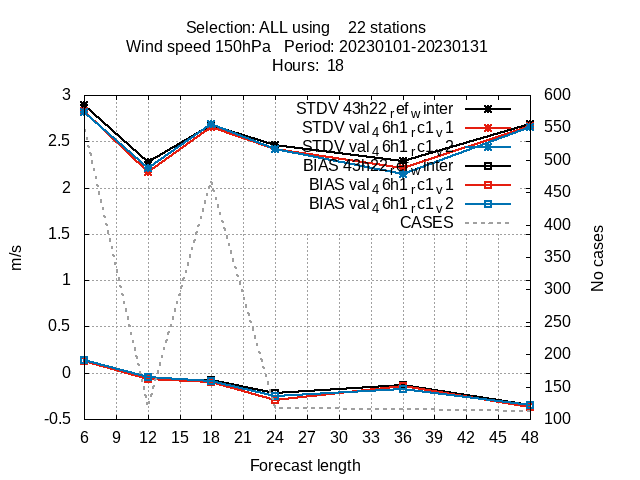 Selection: ALL using 22 stations
Wind speed 150hPa Period: 20230101-20230131
Hours: 18
STDV 43h22_ref_winter
STDV val_46h1_rc1_v1
STDV val_46h1_rc1_v2
BIAS 43h22_ref_winter
BIAS val_46h1_rc1_v1
BIAS val_46h1_rc1_v2
CASES
3
2.5
2
1.5
1
0.5
0
-0.5
m/s
600
550
500
450
400
350
300
250
200
150
100
No cases
6 9 12 15 18 21 24 27 30 33 36 39 42 45 48
Forecast length